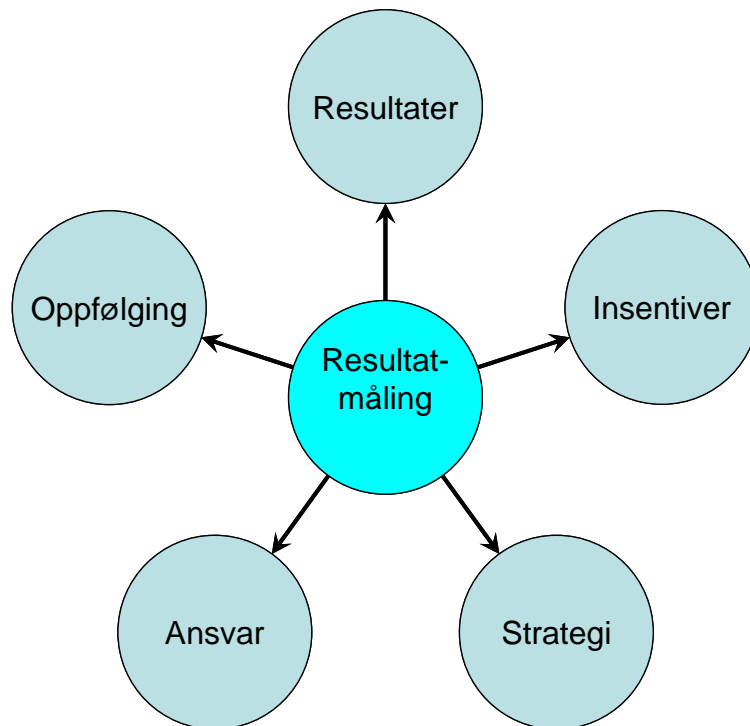 Resultater
Oppfølging
Insentiver
Resultat-
måling
Ansvar
Strategi